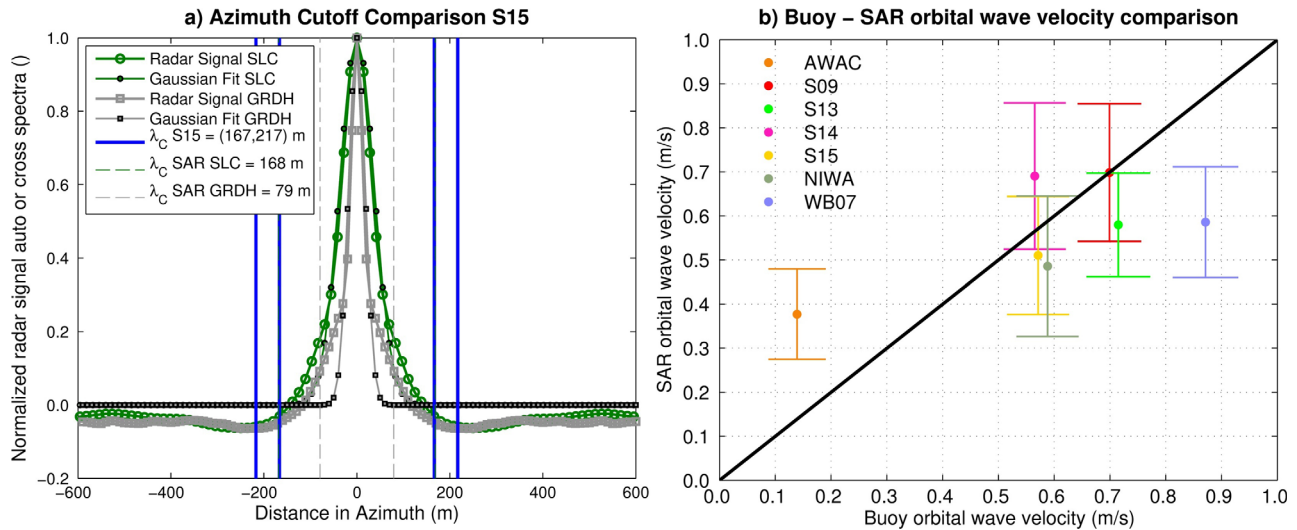 a) Azimuth Cutoff Comparison S15
Normalized radar signal auto or cross spectra ()
1.0
0.8
0.6
0.4
0.2
0.0
−0.2
Radar Signal SLC
Gaussian Fit SLC
Radar Signal GRDH
Gaussian Fit GRDH
λC S15 = (167,217) m
λC SAR SLC = 168 m
λC SAR GRDH = 79 m
−600 −400 −200 0 200 400 600
Distance in Azimuth (m)
b) Buoy − SAR orbital wave velocity comparison
SAR orbital wave velocity (m/s)
1.0
0.9
0.8
0.7
0.6
0.5
0.4
0.3
0.2
0.1
0.0
AWAC
S09
S13
S14
S15
NIWA
WB07
0.0 0.1 0.2 0.3 0.4 0.5 0.6 0.7 0.8 0.9 1.0
Buoy orbital wave velocity (m/s)